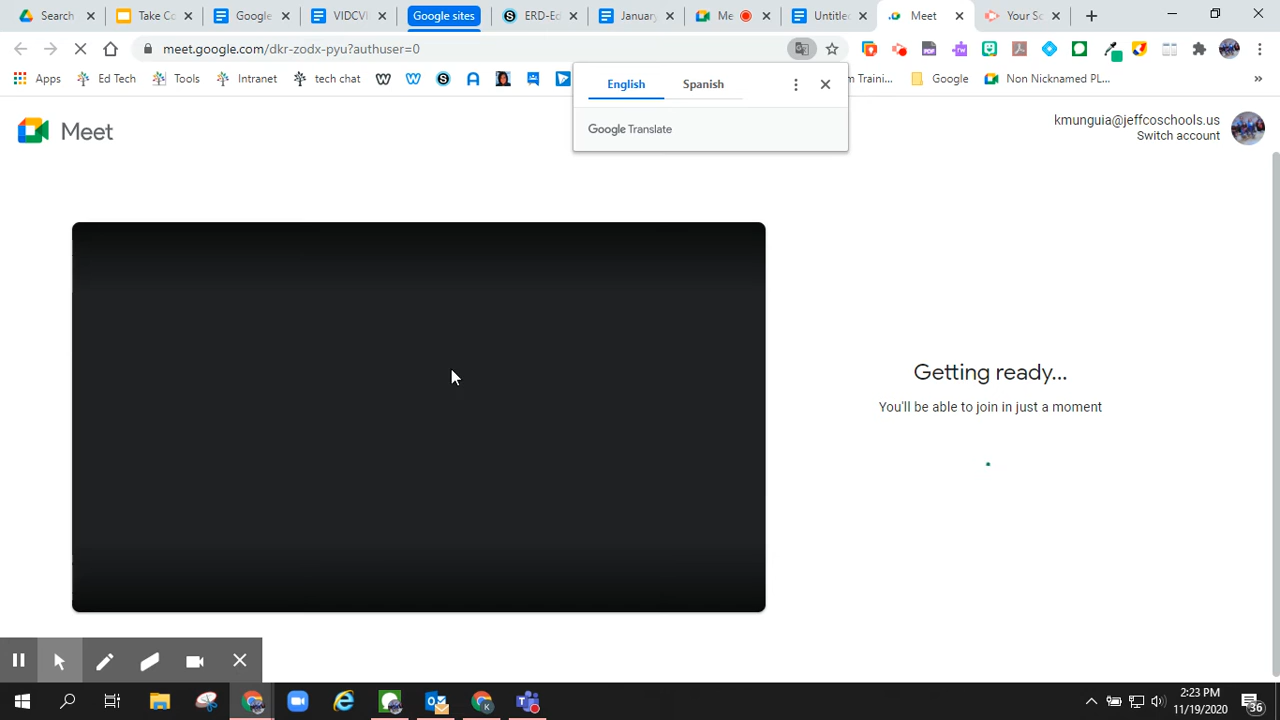 Search
Take C
Google
VIDCVI
Google sites
ERD-Ed
January
Me
Untitle
Meet
Your Sc
meet.google.com/dkr-zodx-pyu?authuser=0
Apps
Ed Tech
Tools
Intranet
tech chat
m Traini...
Google
Non Nicknamed PL...
English
Spanish
Google Translate
Meet
kmunguia@jeffcoschools.us
Switch account
Getting ready...
You'll be able to join in just a moment
2:23 PM
11/19/2020
36